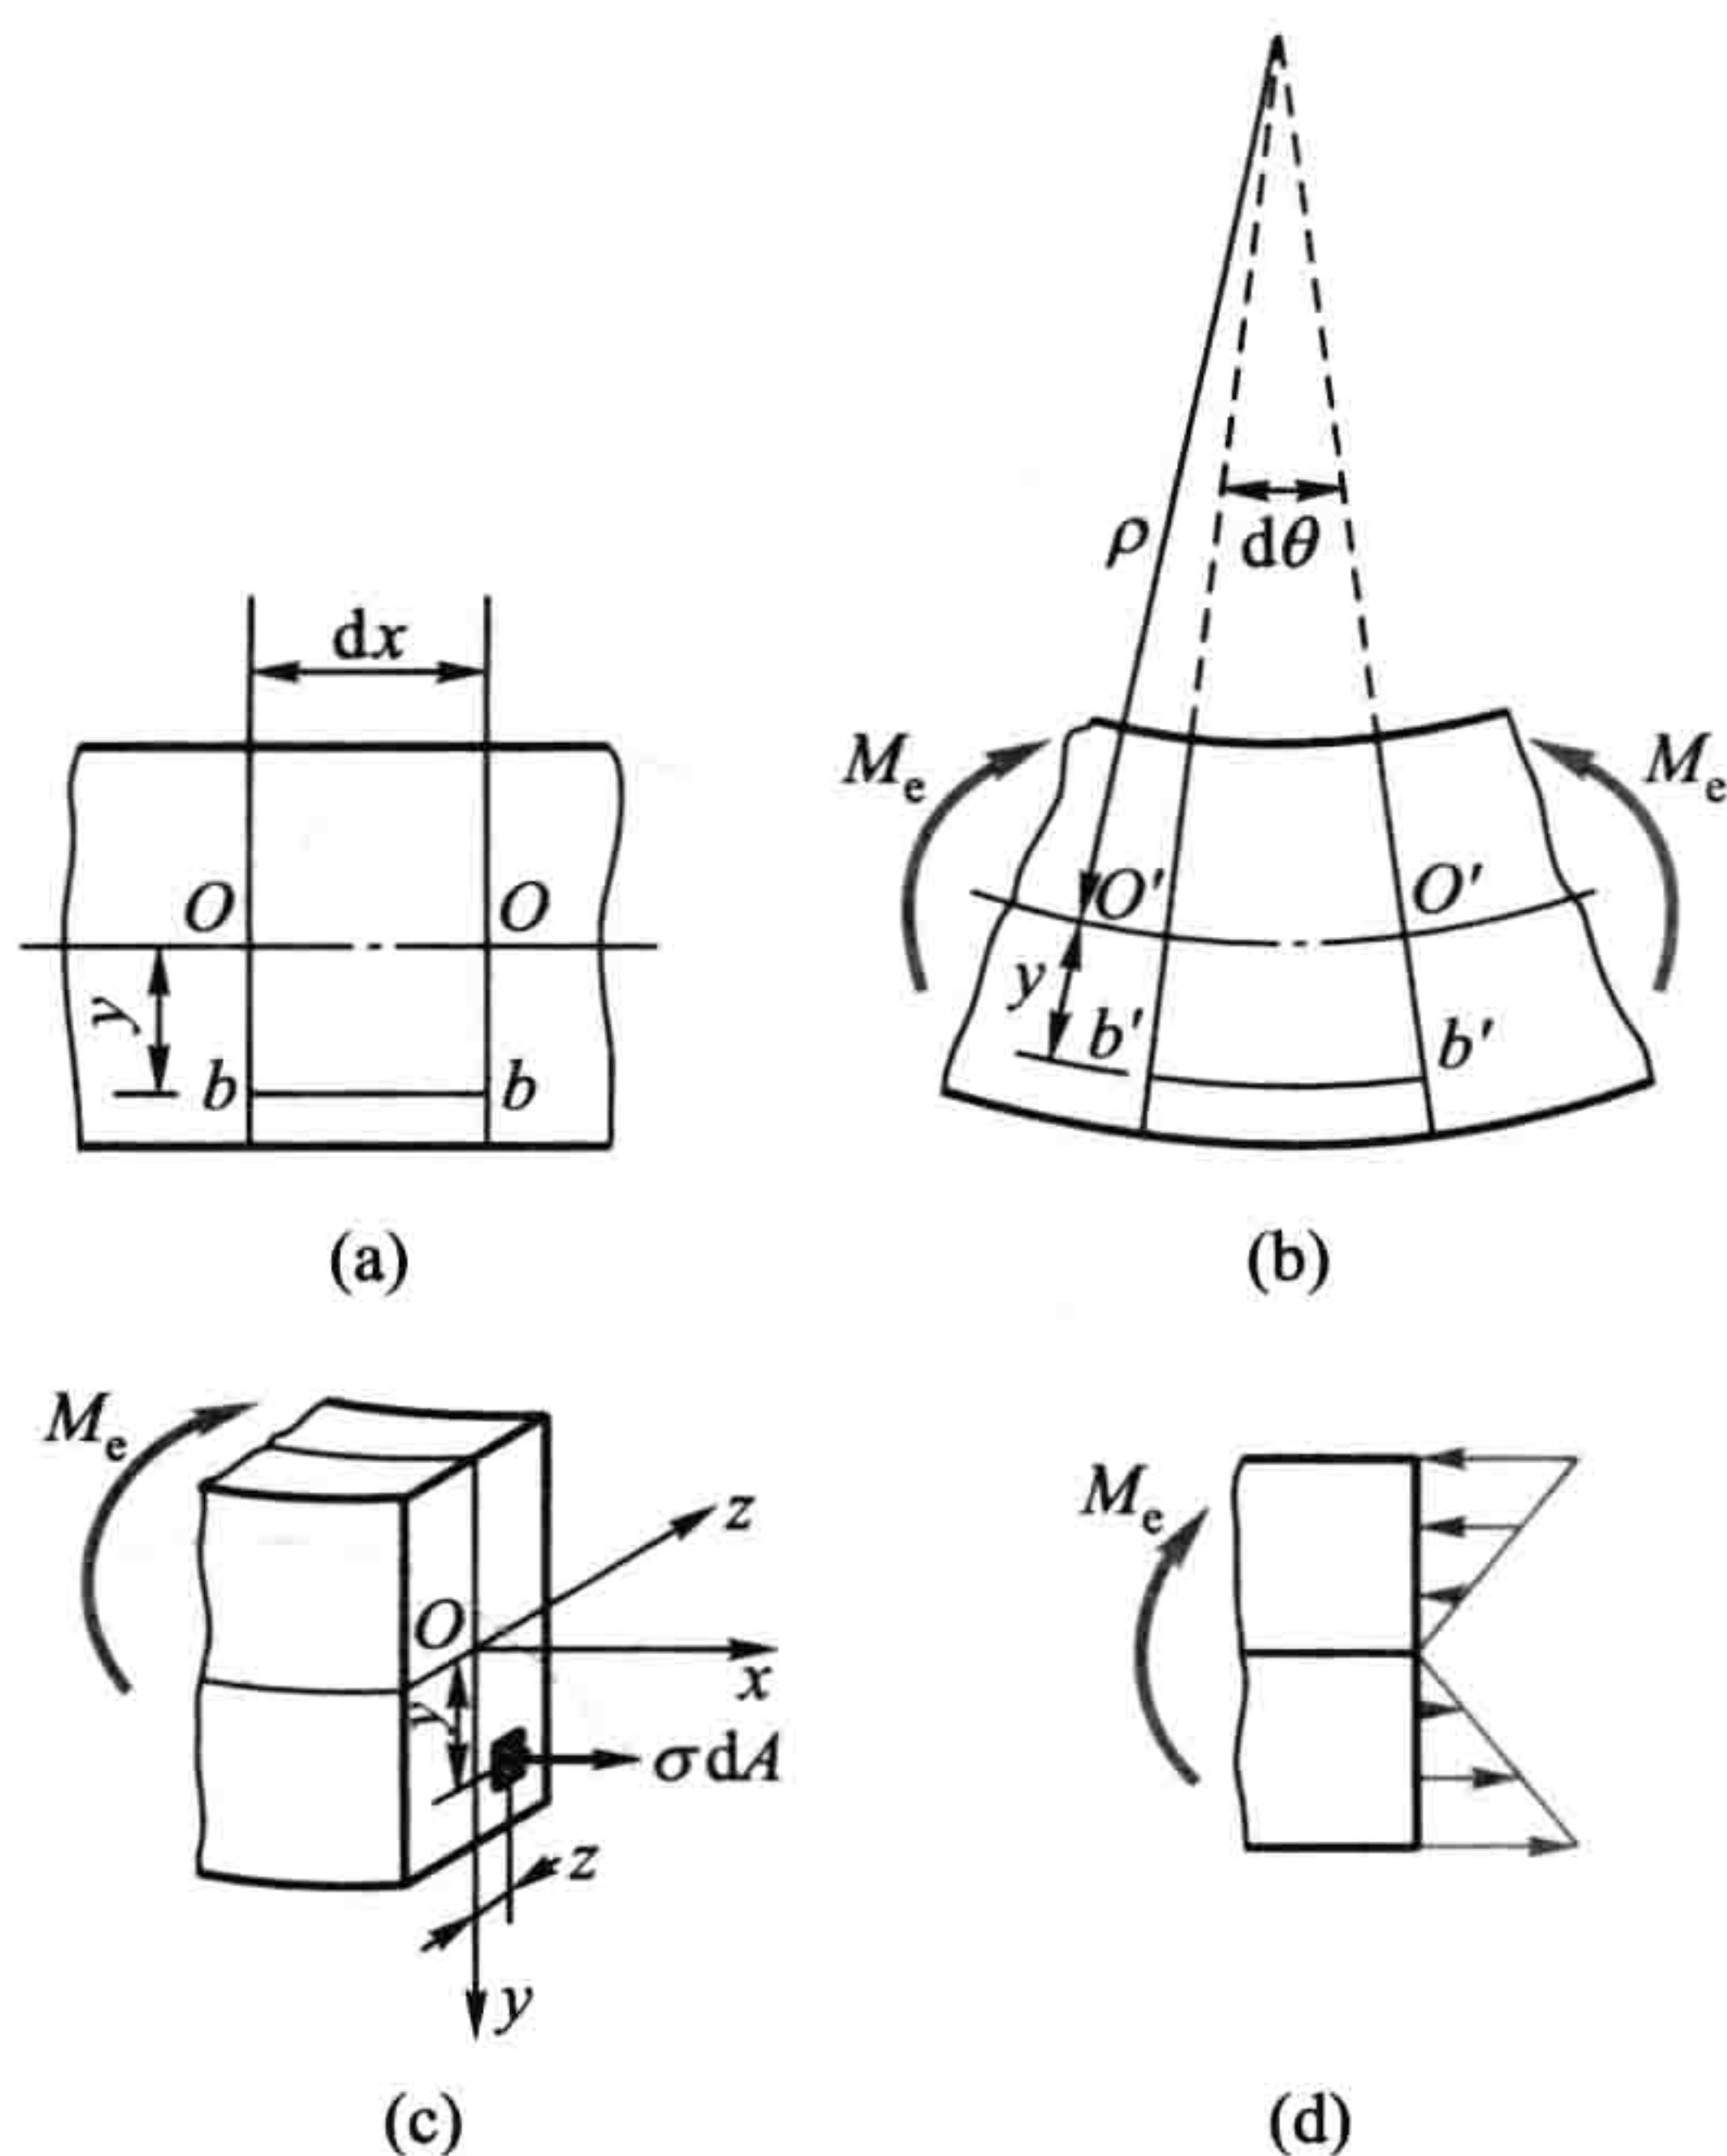 dx
O O
y
b b
(a)
ρ
dθ
Mₑ Mₑ
O′ O′
y
b′ b′
(b)
Mₑ
z
O
x
y
σdA
z
y
(c)
Mₑ
(d)